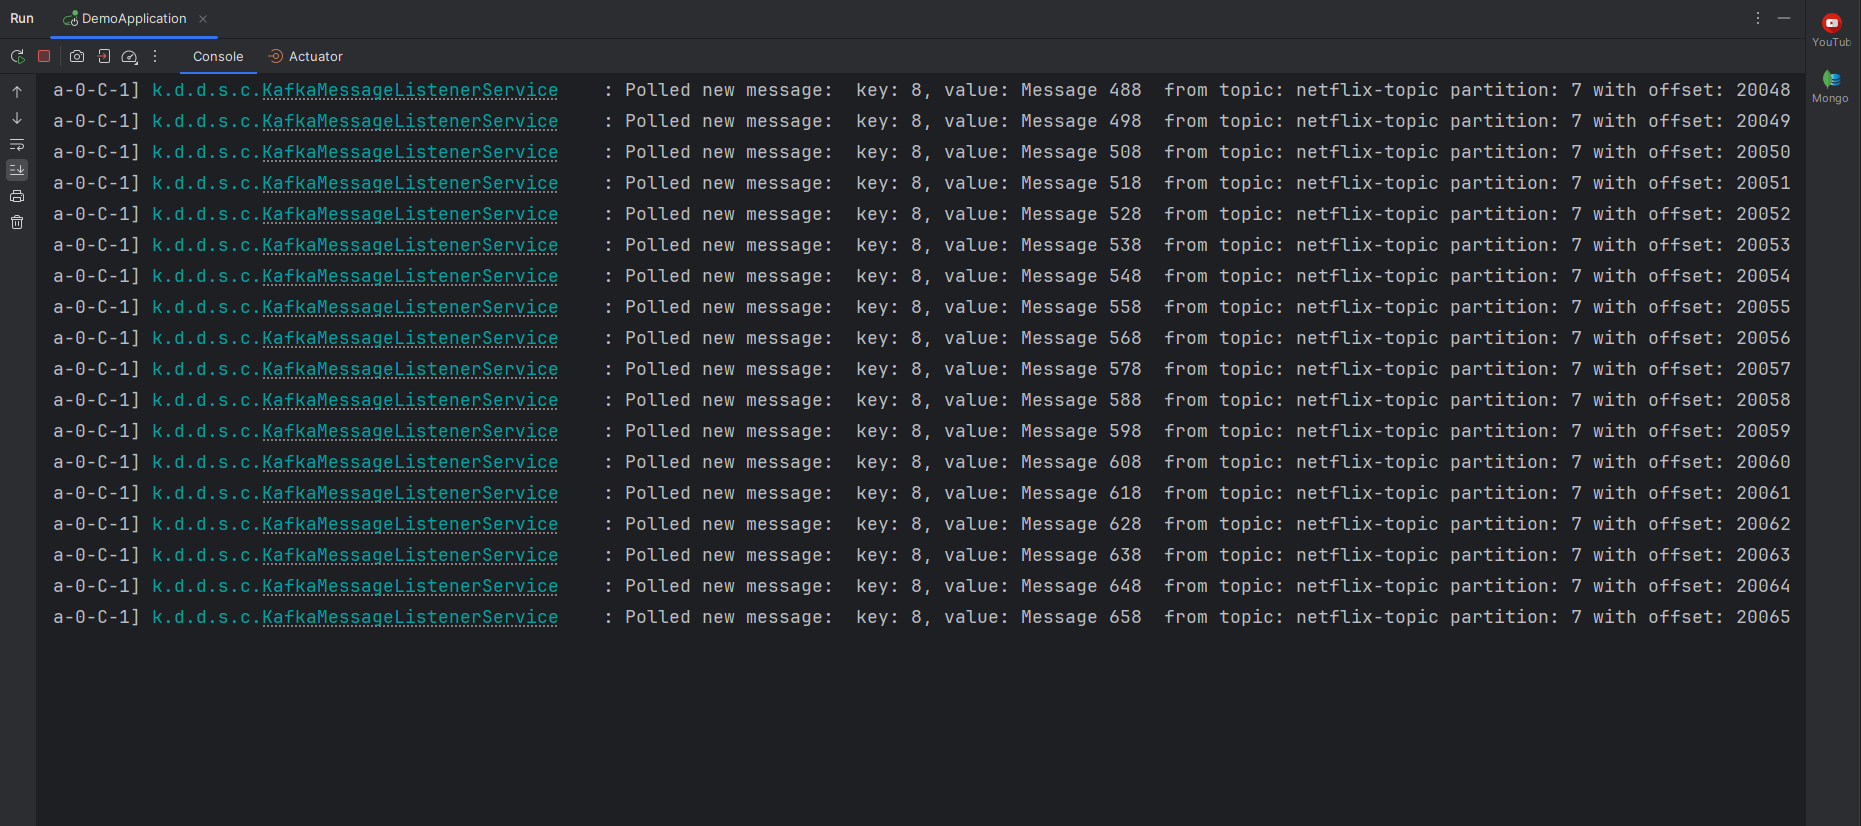 Run DemoApplication
YouTub
Console Actuator
Mongo
a-0-C-1] k.d.d.s.c.KafkaMessageListenerService : Polled new message: key: 8, value: Message 488 from topic: netflix-topic partition: 7 with offset: 20048
a-0-C-1] k.d.d.s.c.KafkaMessageListenerService : Polled new message: key: 8, value: Message 498 from topic: netflix-topic partition: 7 with offset: 20049
a-0-C-1] k.d.d.s.c.KafkaMessageListenerService : Polled new message: key: 8, value: Message 508 from topic: netflix-topic partition: 7 with offset: 20050
a-0-C-1] k.d.d.s.c.KafkaMessageListenerService : Polled new message: key: 8, value: Message 518 from topic: netflix-topic partition: 7 with offset: 20051
a-0-C-1] k.d.d.s.c.KafkaMessageListenerService : Polled new message: key: 8, value: Message 528 from topic: netflix-topic partition: 7 with offset: 20052
a-0-C-1] k.d.d.s.c.KafkaMessageListenerService : Polled new message: key: 8, value: Message 538 from topic: netflix-topic partition: 7 with offset: 20053
a-0-C-1] k.d.d.s.c.KafkaMessageListenerService : Polled new message: key: 8, value: Message 548 from topic: netflix-topic partition: 7 with offset: 20054
a-0-C-1] k.d.d.s.c.KafkaMessageListenerService : Polled new message: key: 8, value: Message 558 from topic: netflix-topic partition: 7 with offset: 20055
a-0-C-1] k.d.d.s.c.KafkaMessageListenerService : Polled new message: key: 8, value: Message 568 from topic: netflix-topic partition: 7 with offset: 20056
a-0-C-1] k.d.d.s.c.KafkaMessageListenerService : Polled new message: key: 8, value: Message 578 from topic: netflix-topic partition: 7 with offset: 20057
a-0-C-1] k.d.d.s.c.KafkaMessageListenerService : Polled new message: key: 8, value: Message 588 from topic: netflix-topic partition: 7 with offset: 20058
a-0-C-1] k.d.d.s.c.KafkaMessageListenerService : Polled new message: key: 8, value: Message 598 from topic: netflix-topic partition: 7 with offset: 20059
a-0-C-1] k.d.d.s.c.KafkaMessageListenerService : Polled new message: key: 8, value: Message 608 from topic: netflix-topic partition: 7 with offset: 20060
a-0-C-1] k.d.d.s.c.KafkaMessageListenerService : Polled new message: key: 8, value: Message 618 from topic: netflix-topic partition: 7 with offset: 20061
a-0-C-1] k.d.d.s.c.KafkaMessageListenerService : Polled new message: key: 8, value: Message 628 from topic: netflix-topic partition: 7 with offset: 20062
a-0-C-1] k.d.d.s.c.KafkaMessageListenerService : Polled new message: key: 8, value: Message 638 from topic: netflix-topic partition: 7 with offset: 20063
a-0-C-1] k.d.d.s.c.KafkaMessageListenerService : Polled new message: key: 8, value: Message 648 from topic: netflix-topic partition: 7 with offset: 20064
a-0-C-1] k.d.d.s.c.KafkaMessageListenerService : Polled new message: key: 8, value: Message 658 from topic: netflix-topic partition: 7 with offset: 20065